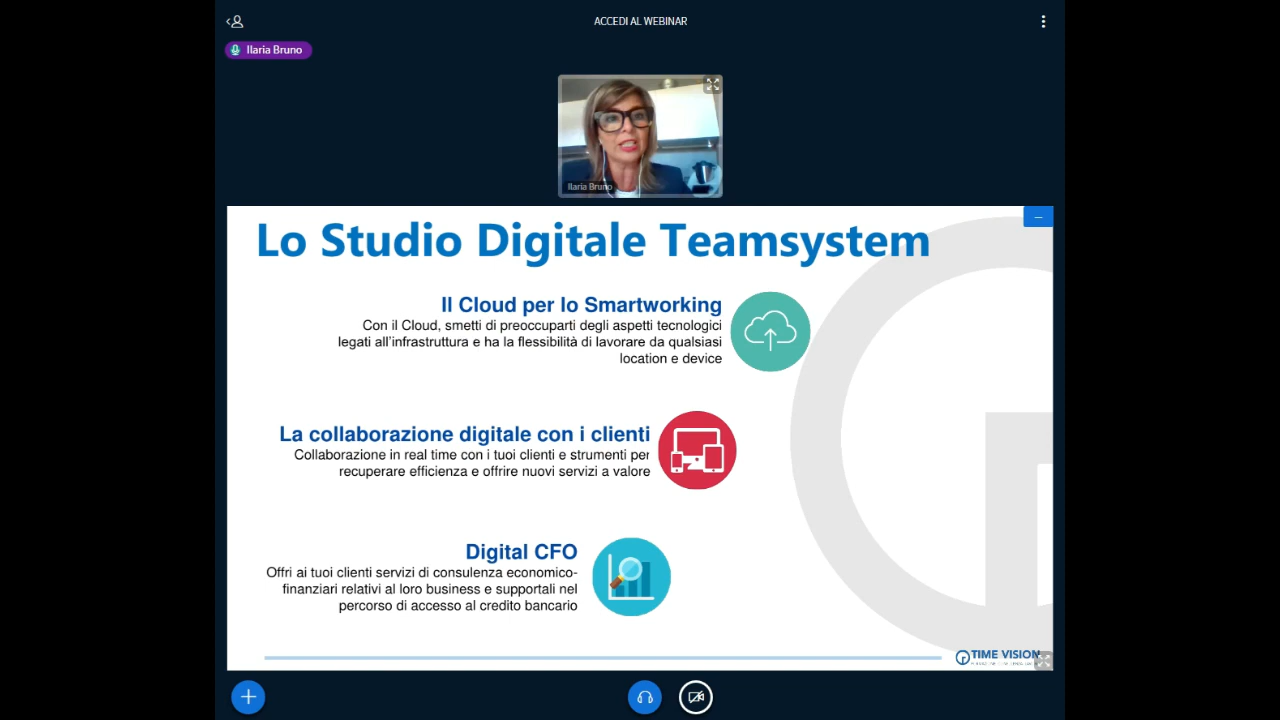 ACCEDI AL WEBINAR
Ilaria Bruno
Ilaria Bruno
Lo Studio Digitale Teamsystem
Il Cloud per lo Smartworking
Con il Cloud, smetti di preoccuparti degli aspetti tecnologici
legati all'infrastruttura e ha la flessibilità di lavorare da qualsiasi
location e device
La collaborazione digitale con i clienti
Collaborazione in real time con i tuoi clienti e strumenti per
recuperare efficienza e offrire nuovi servizi a valore
Digital CFO
Offri ai tuoi clienti servizi di consulenza economico-
finanziari relativi al loro business e supportali nel
percorso di accesso al credito bancario
TIME VISION